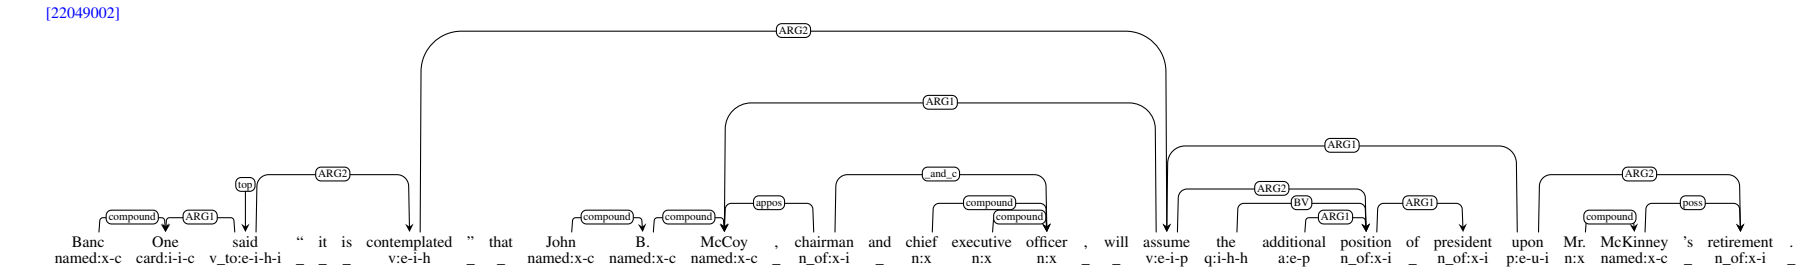 [22049002]
ARG2
ARG1
ARG1
top ARG2 _and_c ARG2
ARG2
appos compound BV
compound ARG1 compound compound compound ARG1 ARG1 compound poss
Banc One said “ it is contemplated ” that John B. McCoy , chairman and chief executive officer , will assume the additional position of president upon Mr. McKinney ’s retirement .
named:x-c card:i-i-c v_to:e-i-h-i _ _ _ v:e-i-h _ _ named:x-c named:x-c named:x-c _ n_of:x-i _ n:x n:x n:x _ _ v:e-i-p q:i-h-h a:e-p n_of:x-i _ n_of:x-i p:e-u-i n:x named:x-c _ n_of:x-i _